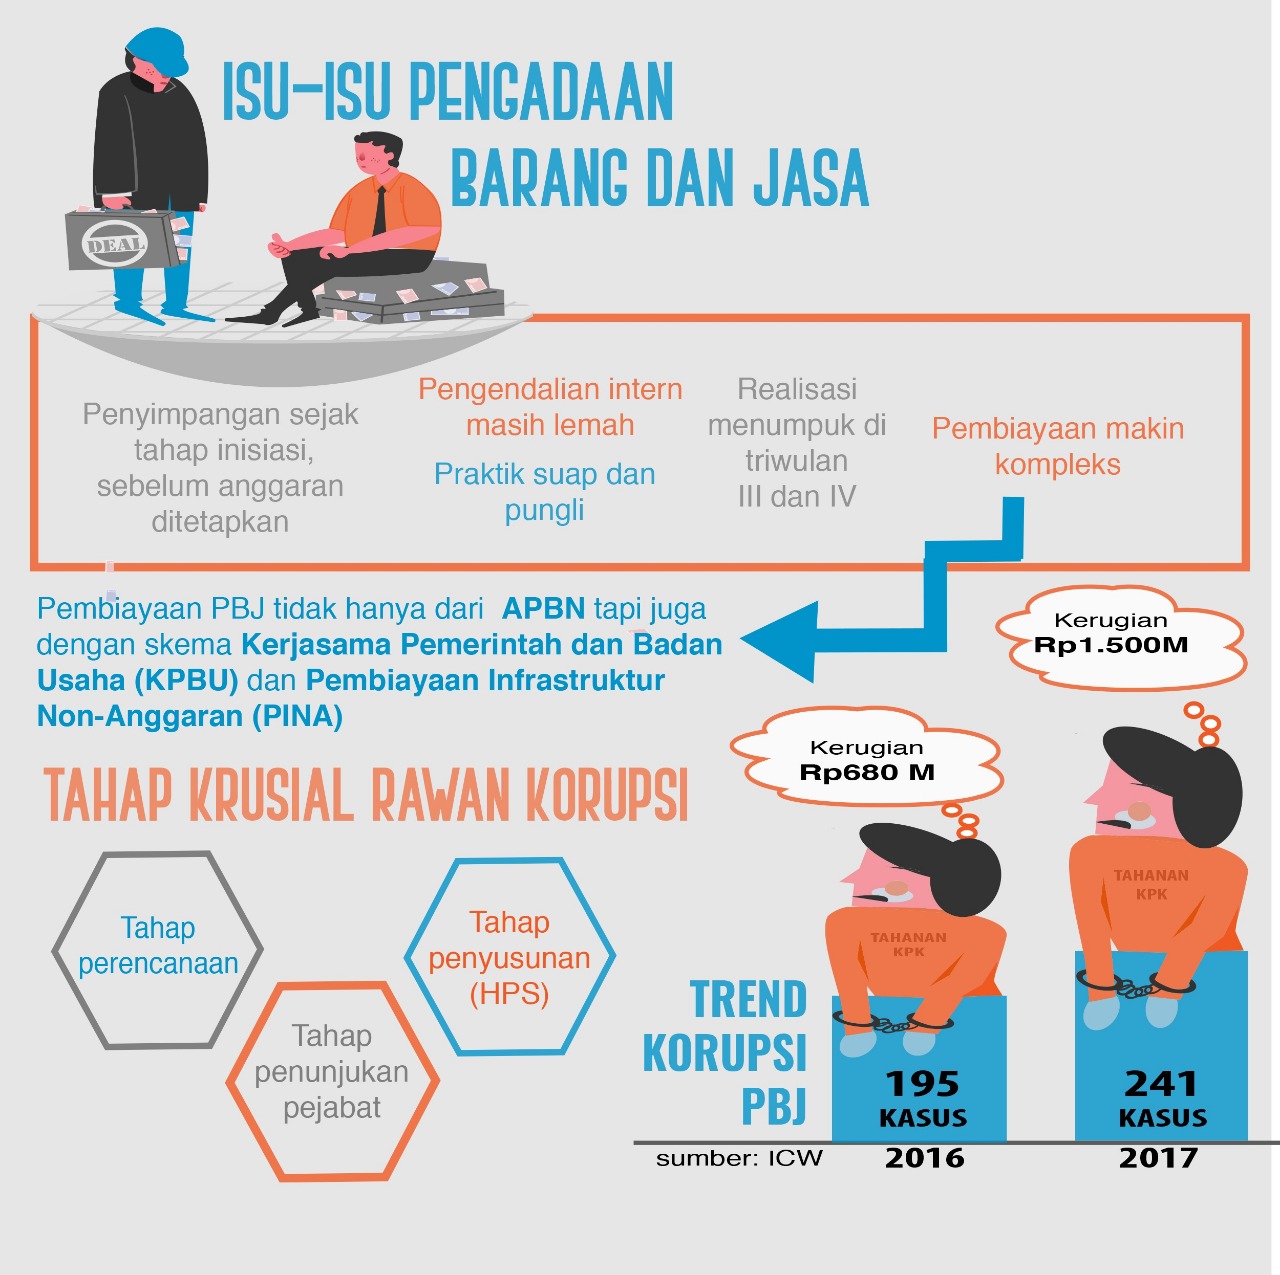 ISU-ISU PENGADAAN
BARANG DAN JASA
DEAL
Penyimpangan sejak
tahap inisiasi,
sebelum anggaran
ditetapkan
Pengendalian intern
masih lemah
Praktik suap dan
pungli
Realisasi
menumpuk di
triwulan
III dan IV
Pembiayaan makin
kompleks
Pembiayaan PBJ tidak hanya dari APBN tapi juga
dengan skema Kerjasama Pemerintah dan Badan
Usaha (KPBU) dan Pembiayaan Infrastruktur
Non-Anggaran (PINA)
TAHAP KRUSIAL RAWAN KORUPSI
Tahap
perencanaan
Tahap
penunjukan
pejabat
Tahap
penyusunan
(HPS)
TREND
KORUPSI
PBJ
sumber: ICW
Kerugian
Rp680 M
TAHANAN
KPK
195
KASUS
2016
Kerugian
Rp1.500M
TAHANAN
KPK
241
KASUS
2017